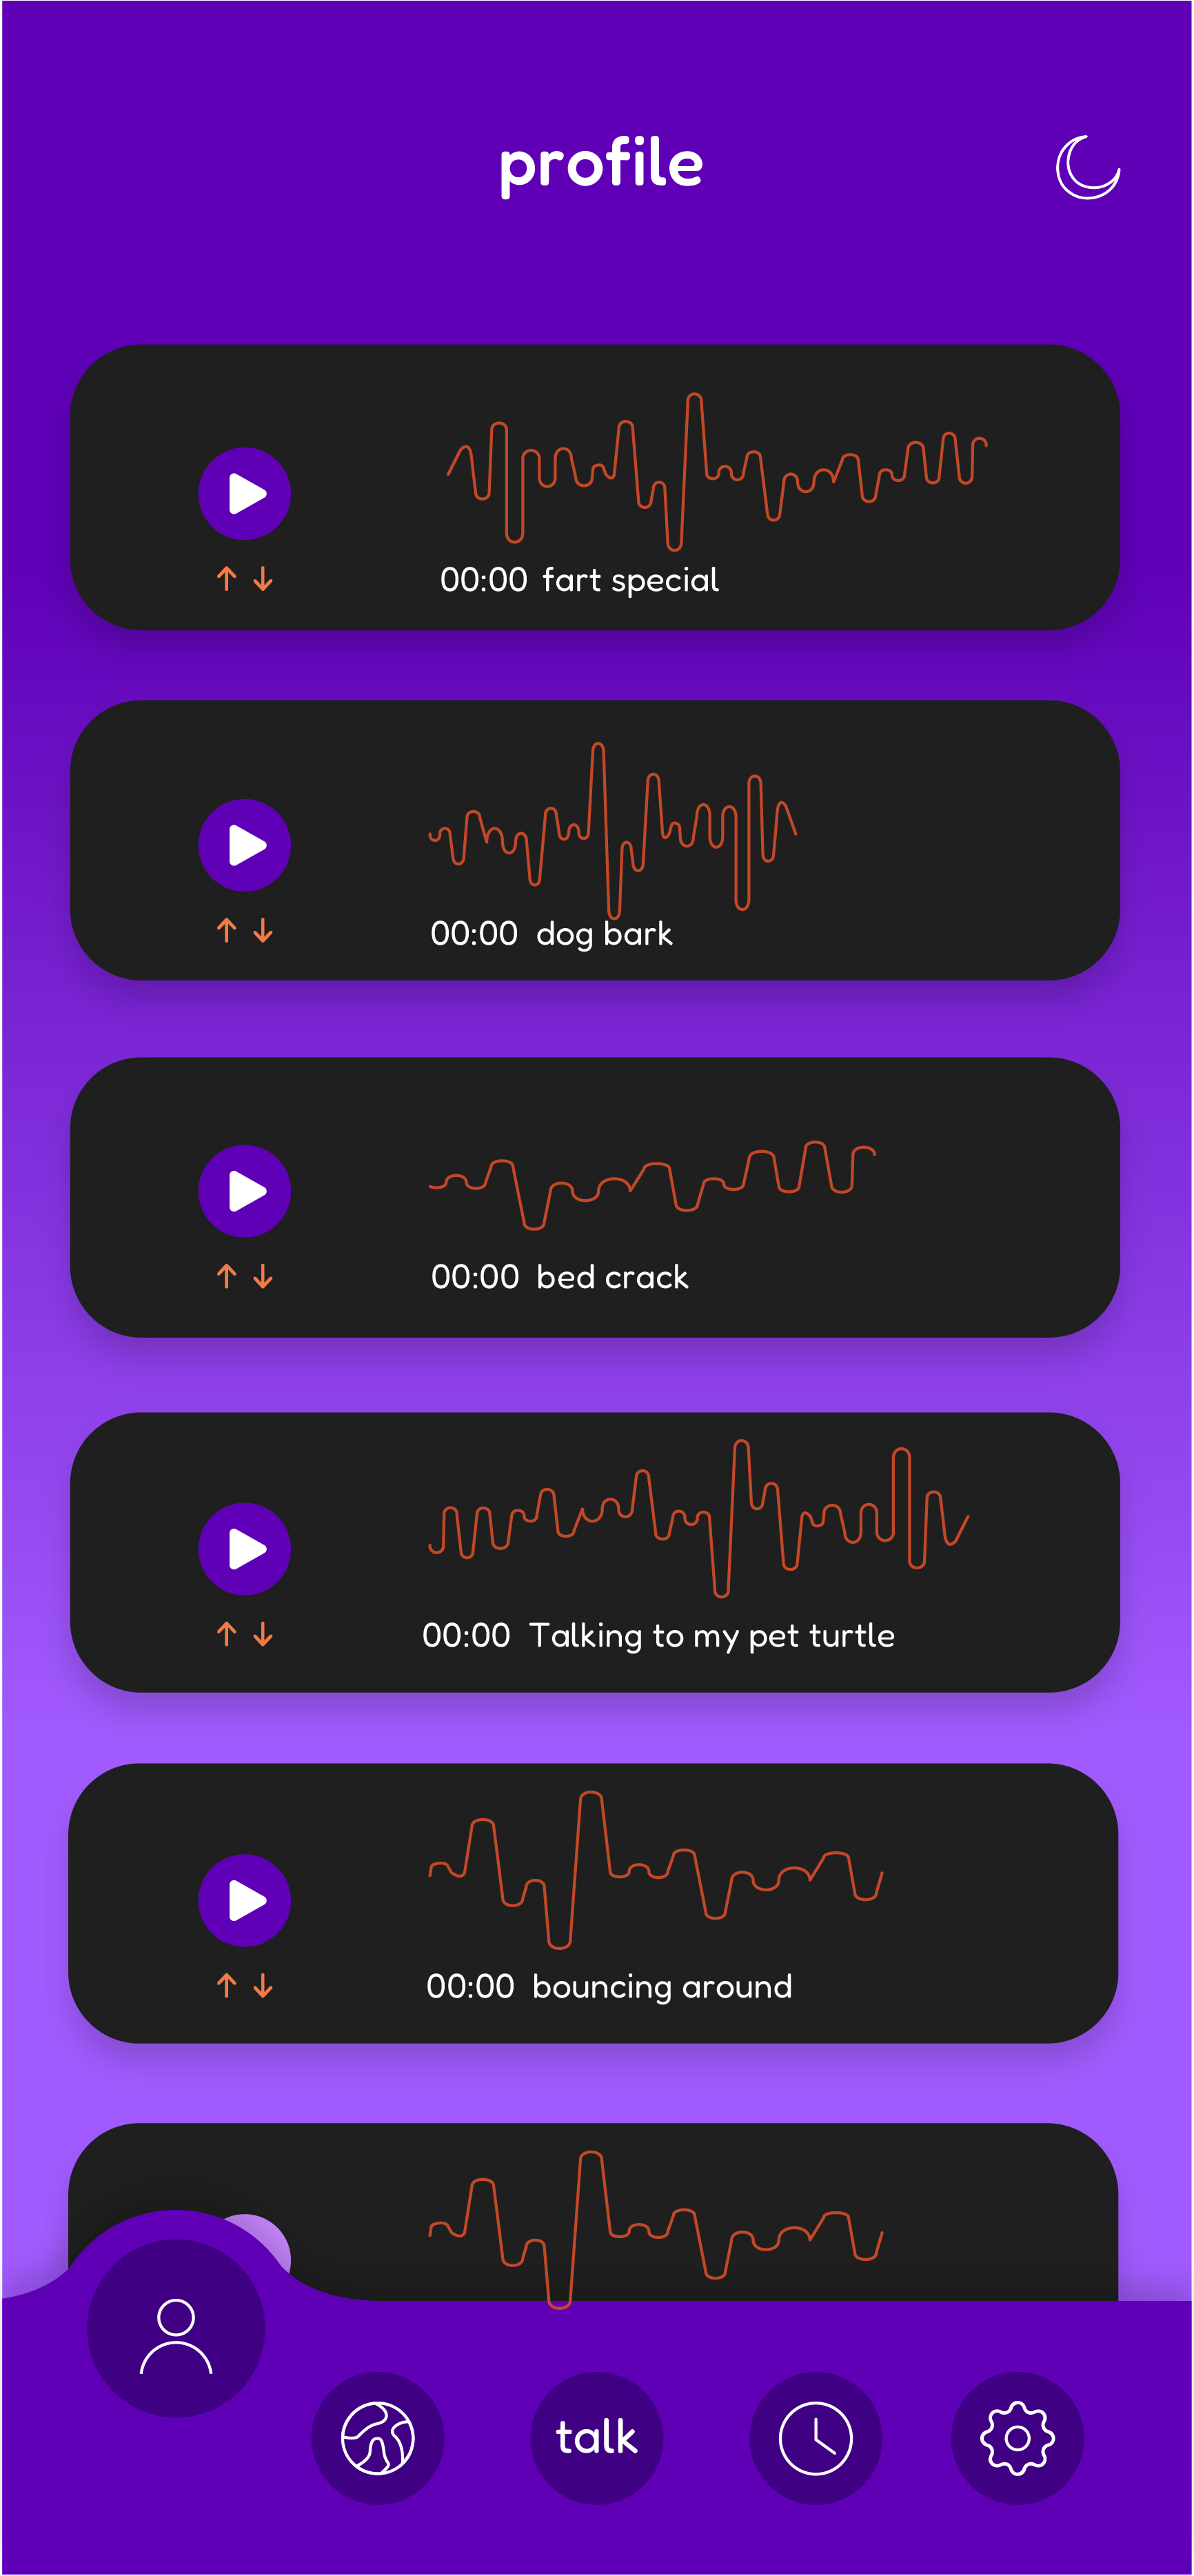 profile
00:00 fart special
00:00 dog bark
00:00 bed crack
00:00 Talking to my pet turtle
00:00 bouncing around
talk